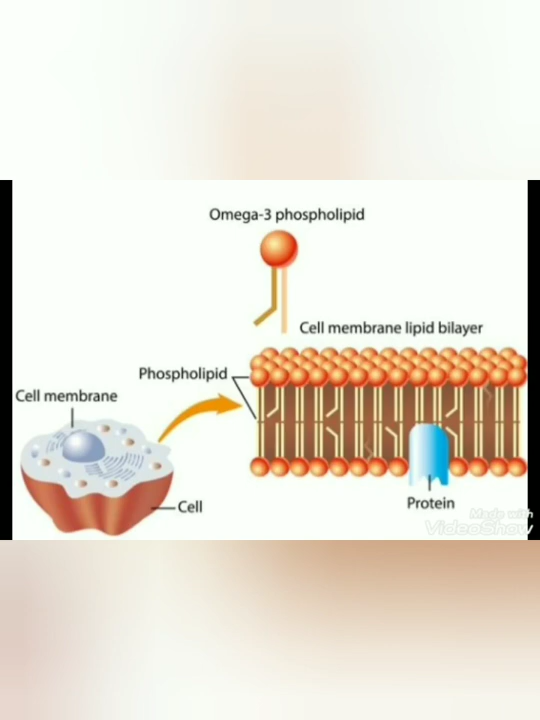 Omega-3 phospholipid
Cell membrane lipid bilayer
Phospholipid
Cell membrane
Cell
Protein
Made with
VideoShow